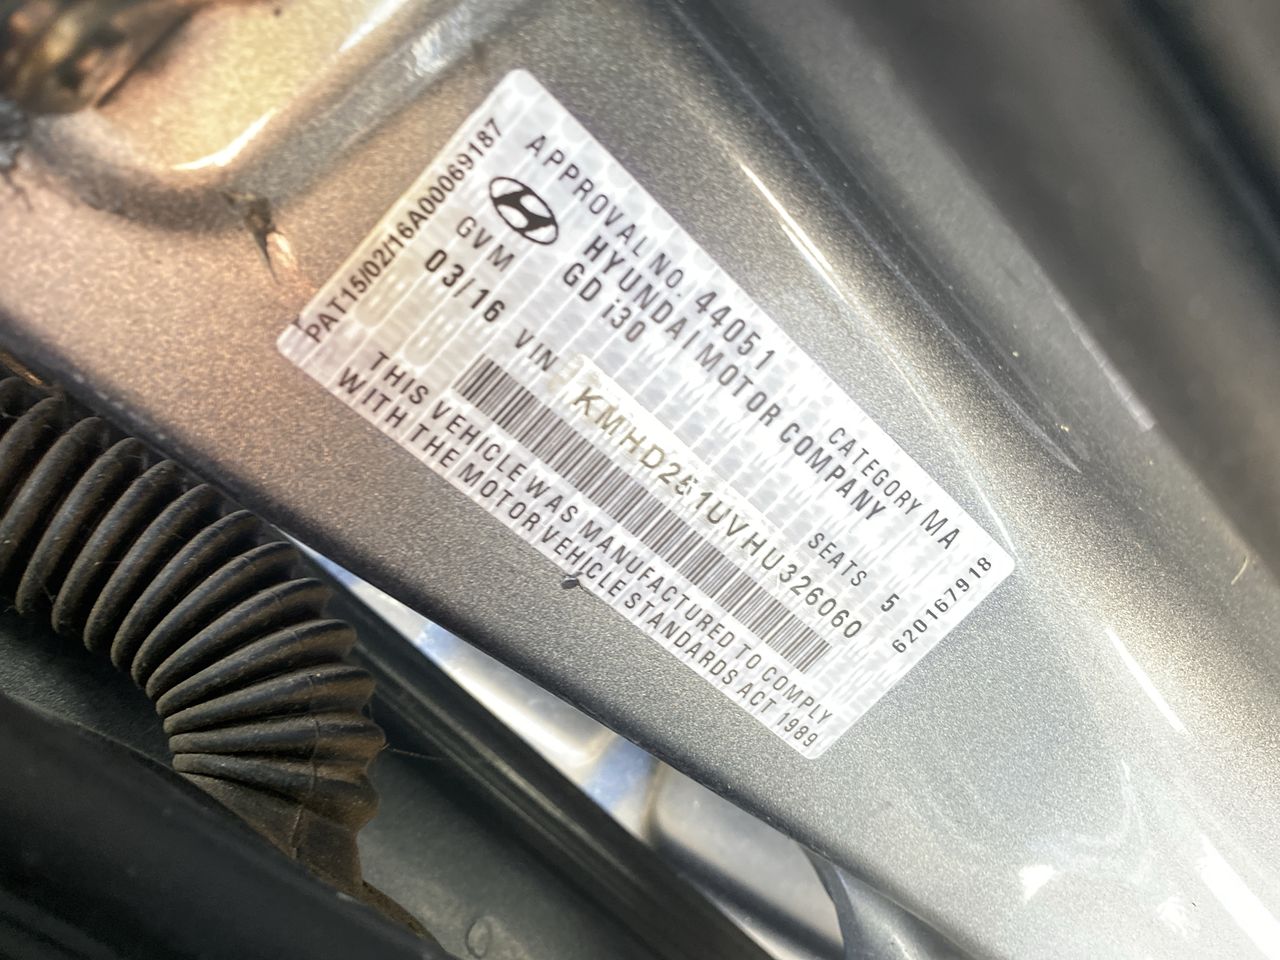 PAT15/02/16A00069187
APPROVAL NO. 44051 CATEGORY MA
HYUNDAI MOTOR COMPANY
GVM GD i30 SEATS 5
03/16
VIN KMHD251UVHU326060
THIS VEHICLE WAS MANUFACTURED TO COMPLY
WITH THE MOTOR VEHICLE STANDARDS ACT 1989
620167918